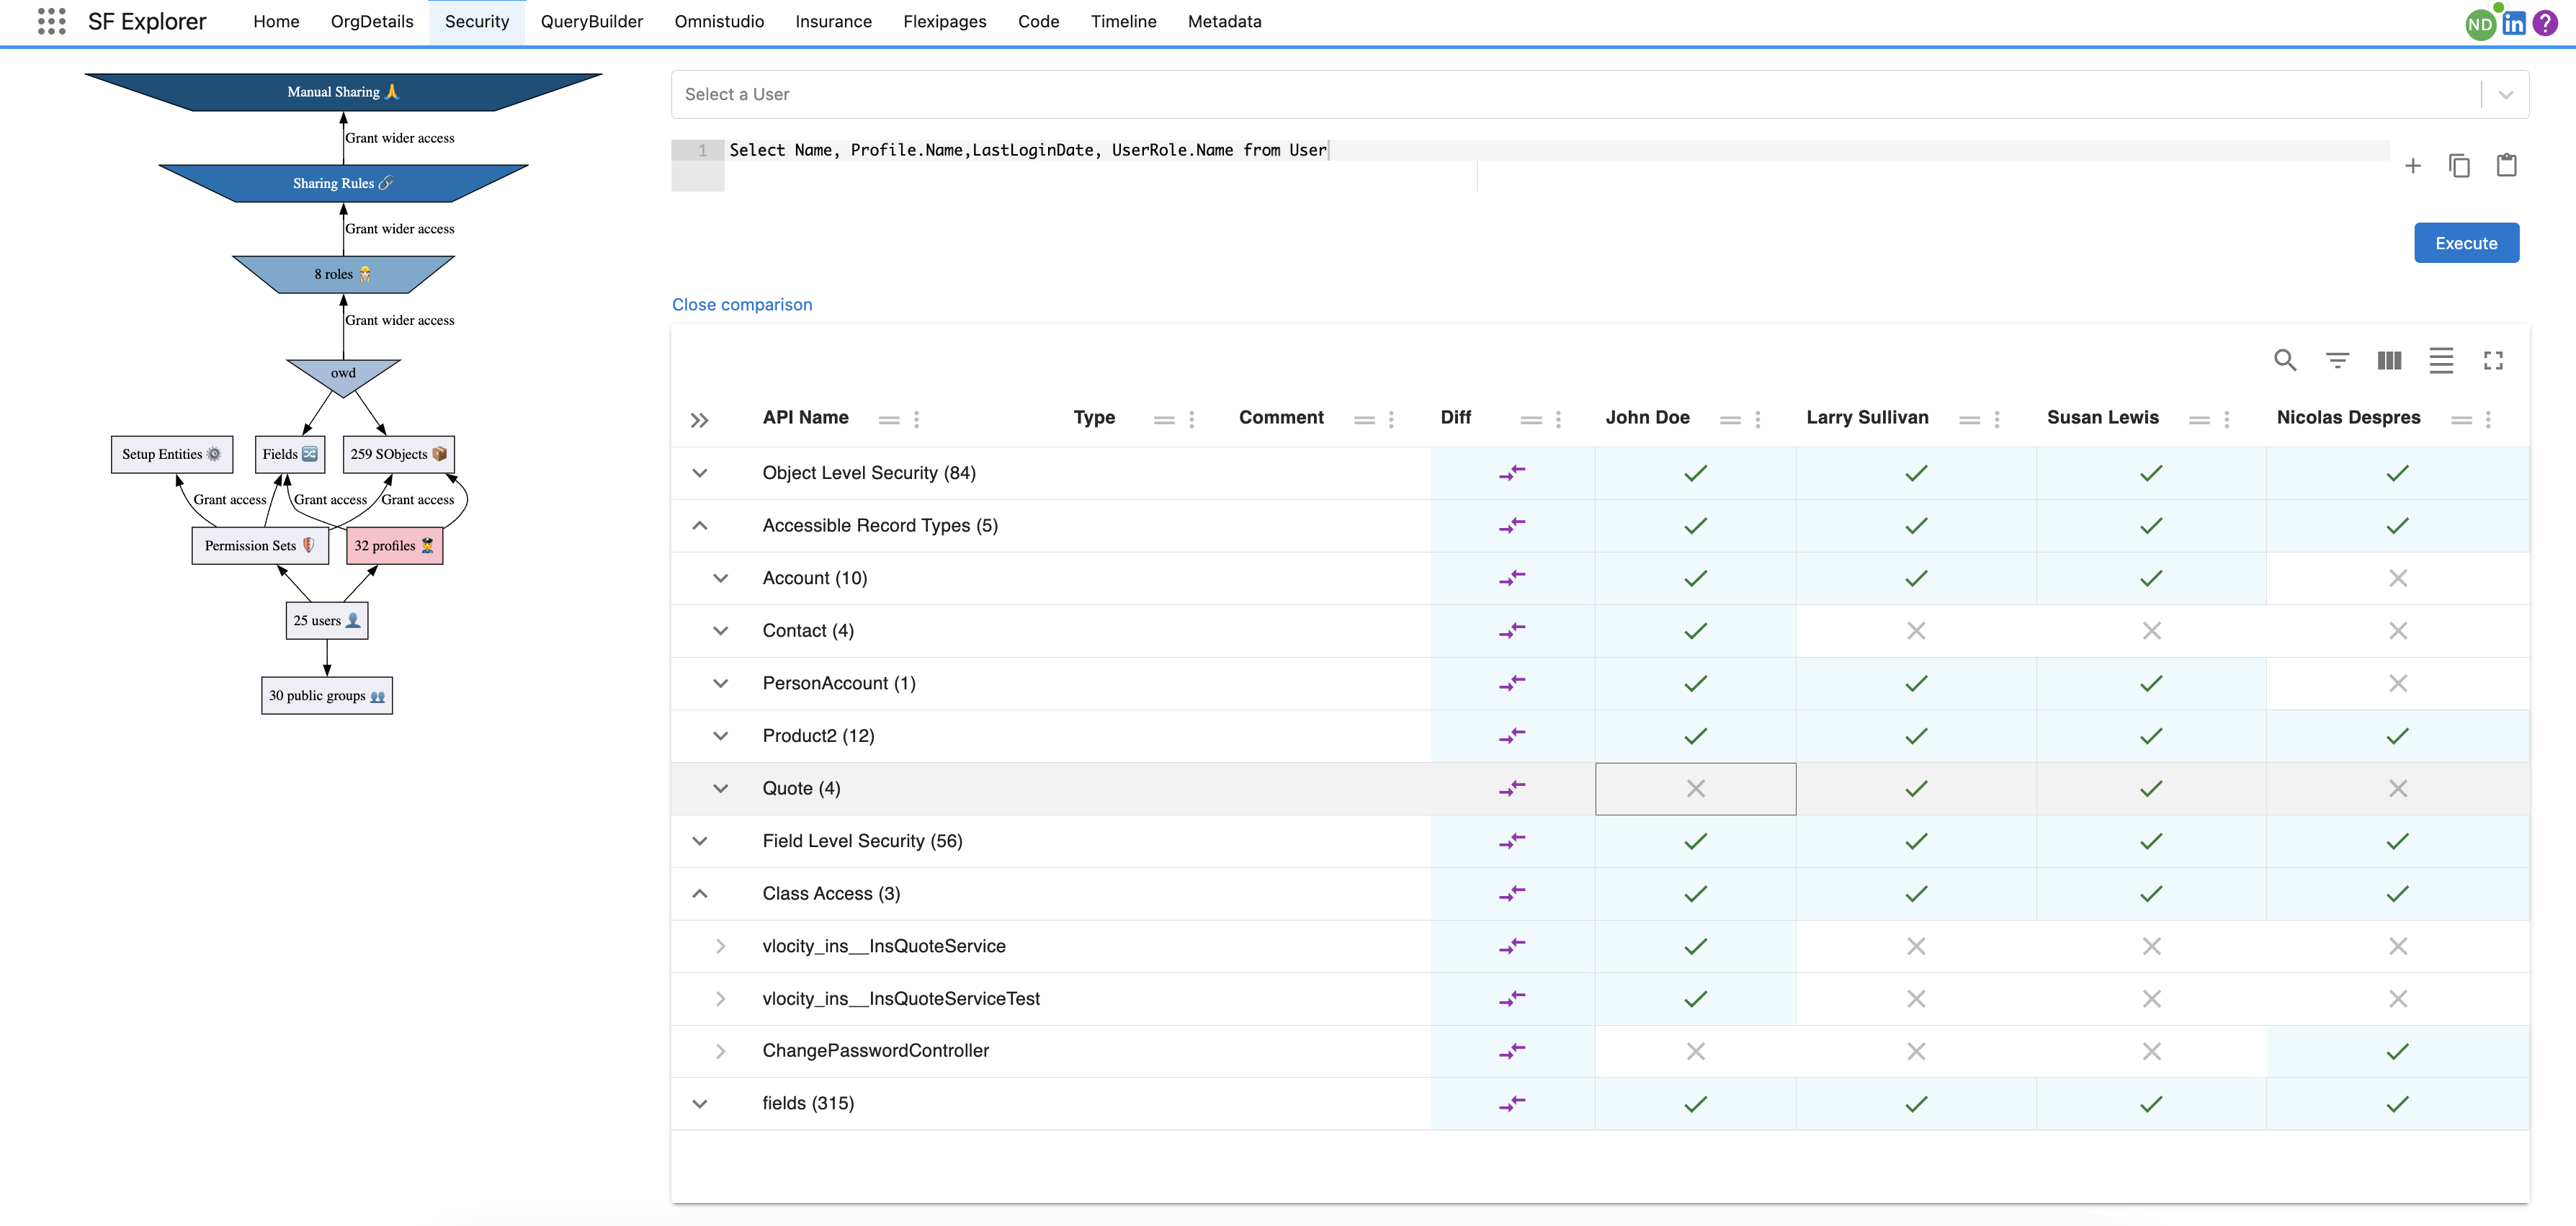 SF Explorer
Home OrgDetails Security QueryBuilder Omnistudio Insurance Flexipages Code Timeline Metadata
ND in ?
Manual Sharing 🙏
Grant wider access
Sharing Rules 🔗
Grant wider access
8 roles
Grant wider access
owd
Setup Entities ⚙️ Fields 🔀 259 SObjects 📦
Grant access Grant access Grant access
Permission Sets 32 profiles
25 users 👤
30 public groups 👥
Select a User
1 Select Name, Profile.Name,LastLoginDate, UserRole.Name from User
Execute
Close comparison
API Name Type Comment Diff John Doe Larry Sullivan Susan Lewis Nicolas Despres
Object Level Security (84)
Accessible Record Types (5)
Account (10)
Contact (4)
PersonAccount (1)
Product2 (12)
Quote (4)
Field Level Security (56)
Class Access (3)
vlocity_ins__InsQuoteService
vlocity_ins__InsQuoteServiceTest
ChangePasswordController
fields (315)